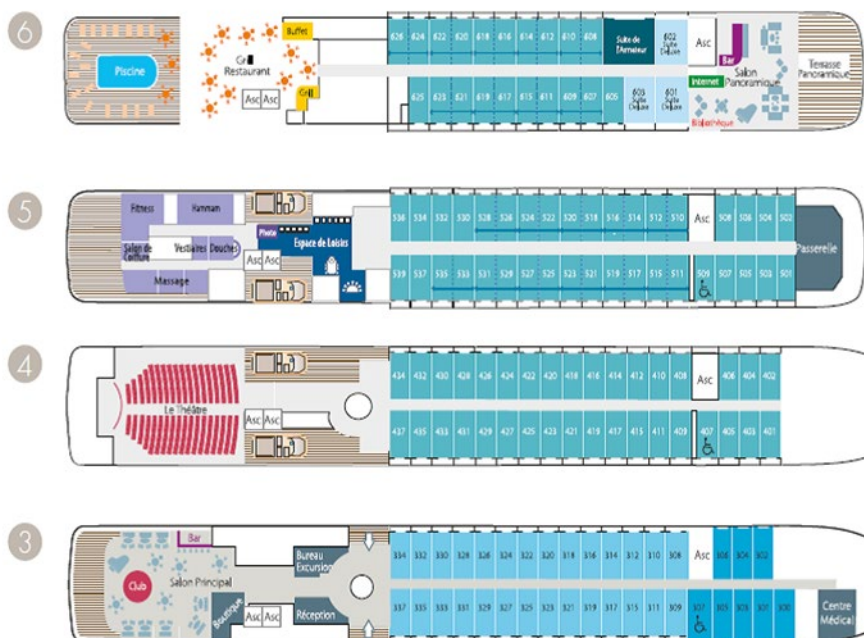 6
Piscine
Restaurant
Buffet
Asc Asc
626 624 622 620 618 616 614 612 610 608
Suite de
l'Armateur
602
Suite
Deluxe
Asc
Bar
Internet
Salon
Panoramique
Bibliothèque
Terrasse
Panoramique
625 623 621 619 617 615 611 609 607 605
603
Suite
Deluxe
601
Suite
Deluxe
5
Fitness
Hammam
Salon de
Coiffure
Vestiaires
Douches
Massage
Photo
Espace de Loisirs
Asc Asc
536 534 532 530 528 526 524 522 520 518 516 514 512 510
Asc
508 506 504 502
539 537 535 533 531 529 527 525 523 521 519 517 515 511
509 507 505 503 501
Passerelle
4
Le Théâtre
Asc Asc
434 432 430 428 426 424 422 420 418 416 414 412 410 408
Asc
406 404 402
437 435 433 431 429 427 425 423 421 419 417 415 411 409
407 405 403 401
3
Bar
Club
Salon Principal
Boutique
Bureau
Excursion
Réception
Asc Asc
334 332 330 328 326 324 322 320 318 316 314 312 310 308
Asc
306 304 302
337 335 333 331 329 327 325 323 321 319 317 315 311 309
307 305 303 301 300
Centre
Médical